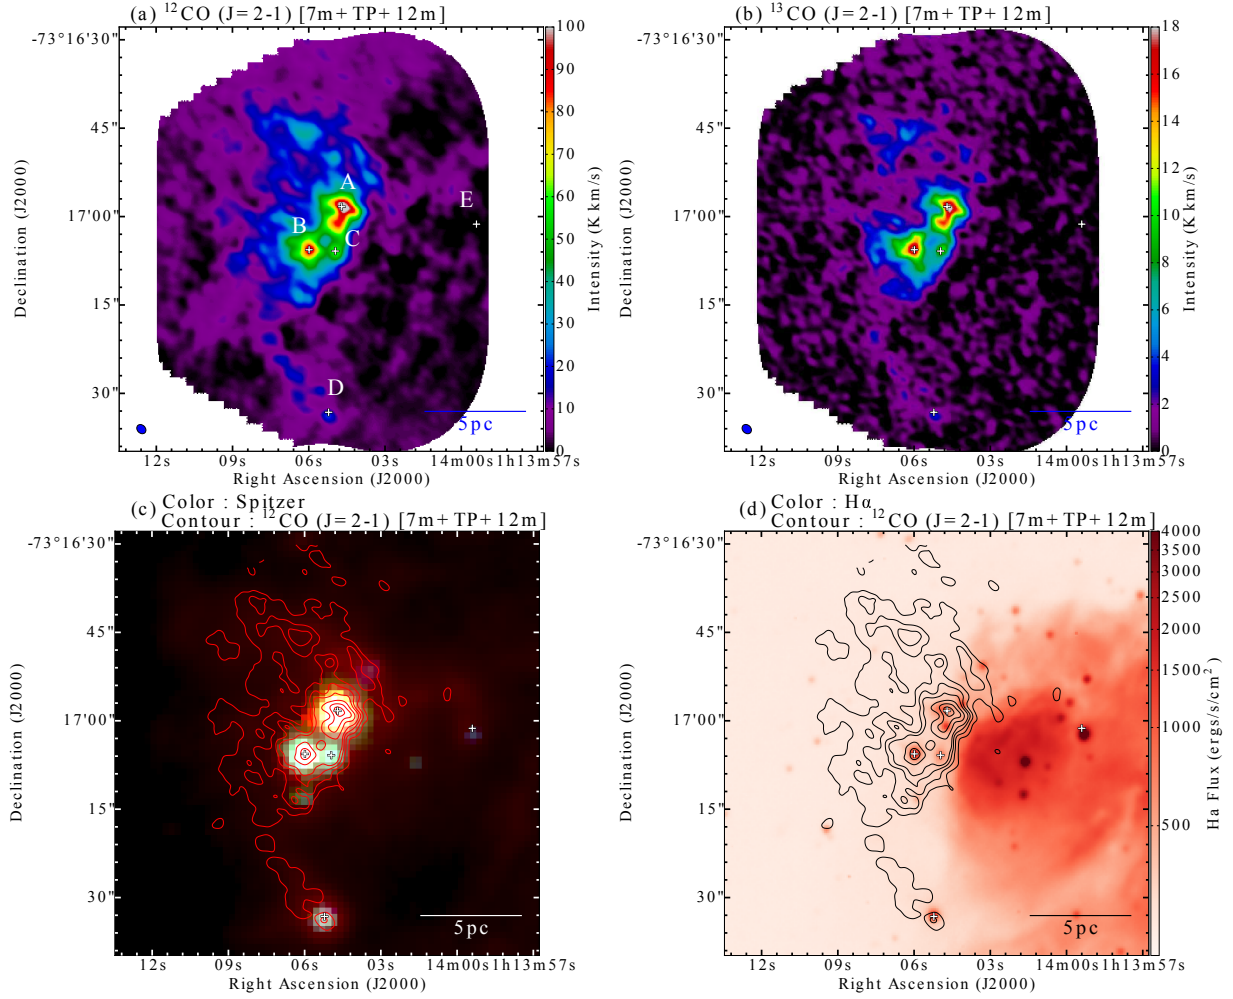 (a) ¹²CO (J=2-1) [7m+TP+12m]
-73°16'30"
45"
17'00"
15"
30"
Declination (J2000)
A
B
C
D
E
5pc
12s 09s 06s 03s 14m00s 1h13m57s
Right Ascension (J2000)
100
90
80
70
60
50
40
30
20
10
0
Intensity (K km/s)
(b) ¹³CO (J=2-1) [7m+TP+12m]
-73°16'30"
45"
17'00"
15"
30"
Declination (J2000)
5pc
12s 09s 06s 03s 14m00s 1h13m57s
Right Ascension (J2000)
18
16
14
12
10
8
6
4
2
0
Intensity (K km/s)
(c) Color : Spitzer
Contour : ¹²CO (J=2-1) [7m+TP+12m]
-73°16'30"
45"
17'00"
15"
30"
Declination (J2000)
5pc
12s 09s 06s 03s 14m00s 1h13m57s
Right Ascension (J2000)
(d) Color : Hα
Contour : ¹²CO (J=2-1) [7m+TP+12m]
-73°16'30"
45"
17'00"
15"
30"
Declination (J2000)
5pc
12s 09s 06s 03s 14m00s 1h13m57s
Right Ascension (J2000)
4000
3500
3000
2500
2000
1500
1000
500
Ha Flux (ergs/s/cm²)